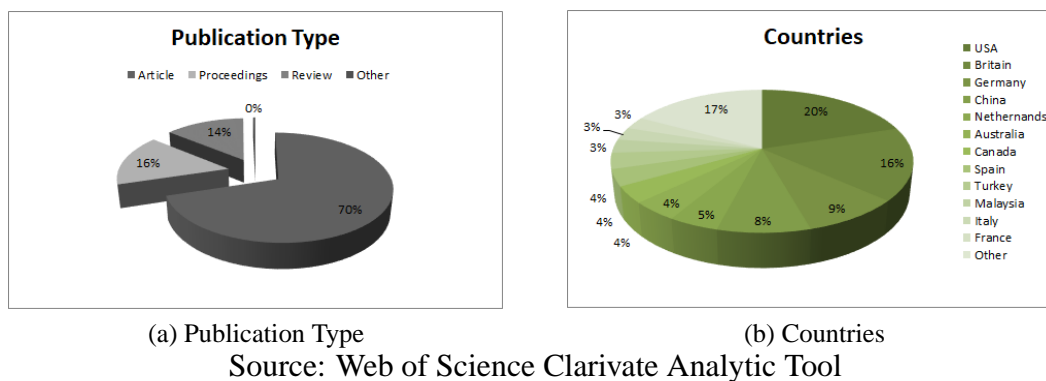 Publication Type
Article Proceedings Review Other
0%
14%
16%
70%
(a) Publication Type
Countries
USA
Britain
Germany
China
Nethernands
Australia
Canada
Spain
Turkey
Malaysia
Italy
France
Other
17%
20%
3%
3%
3%
16%
4%
4%
4%
4%
5%
8%
9%
(b) Countries
Source: Web of Science Clarivate Analytic Tool